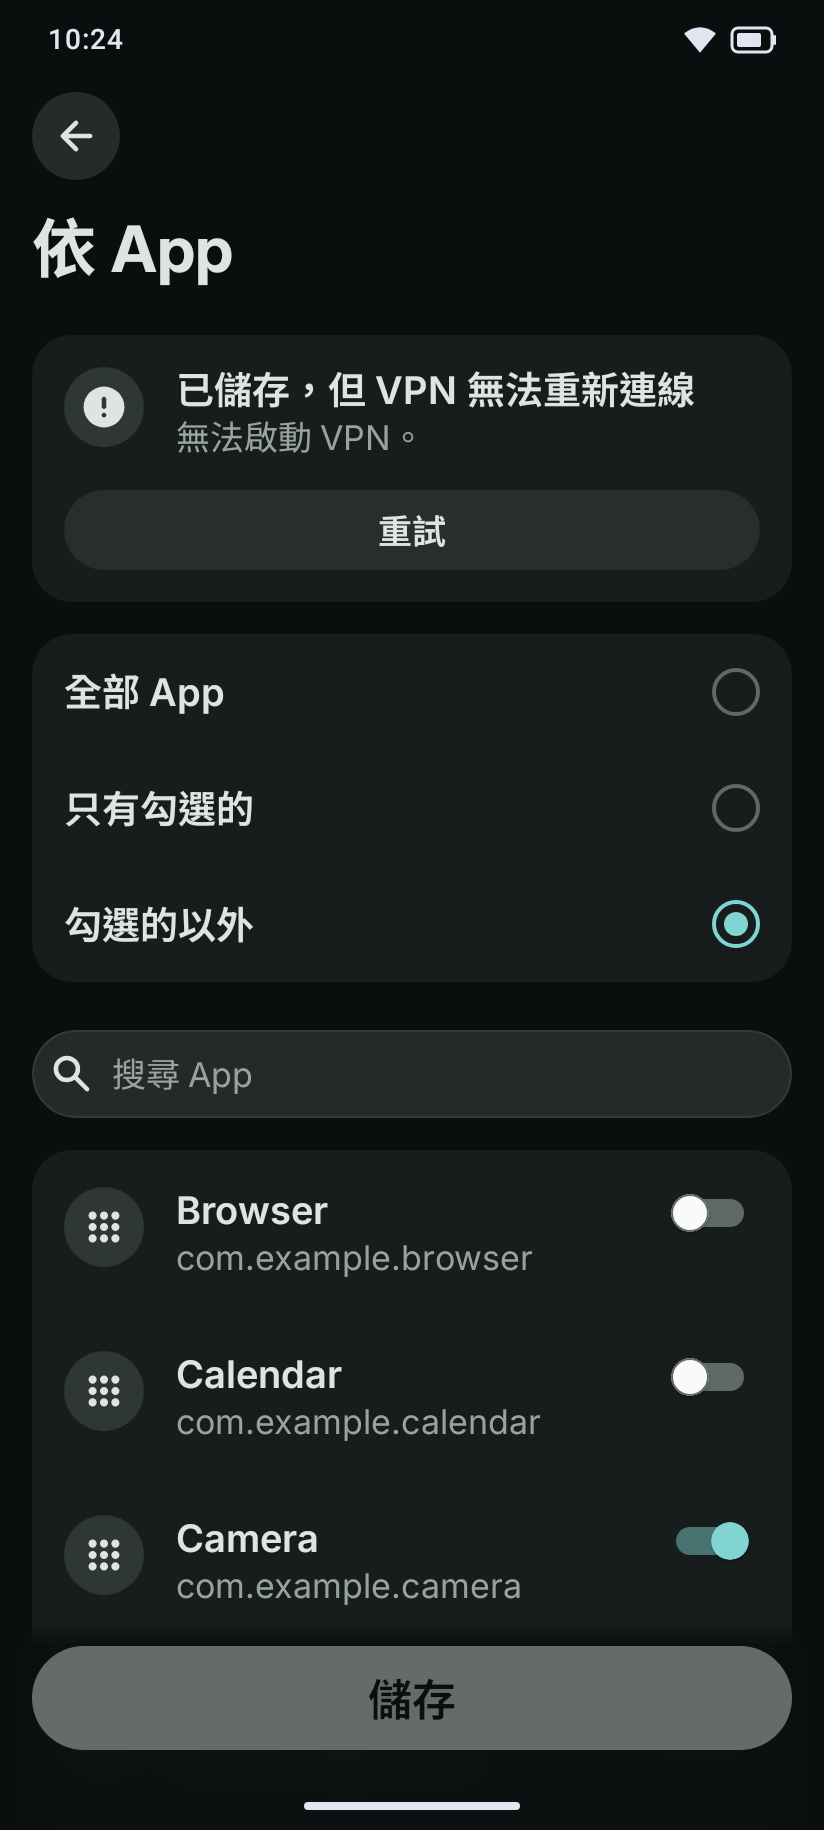 10:24
依 App
已儲存，但 VPN 無法重新連線
無法啟動 VPN。
重試
全部 App
只有勾選的
勾選的以外
搜尋 App
Browser
com.example.browser
Calendar
com.example.calendar
Camera
com.example.camera
儲存